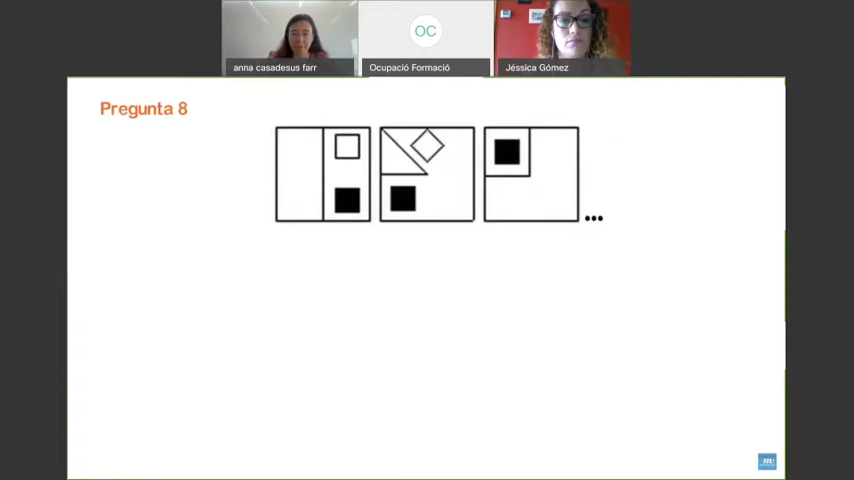 OC
anna casadesus farr
Ocupació Formació
Jéssica Gómez
Pregunta 8
...